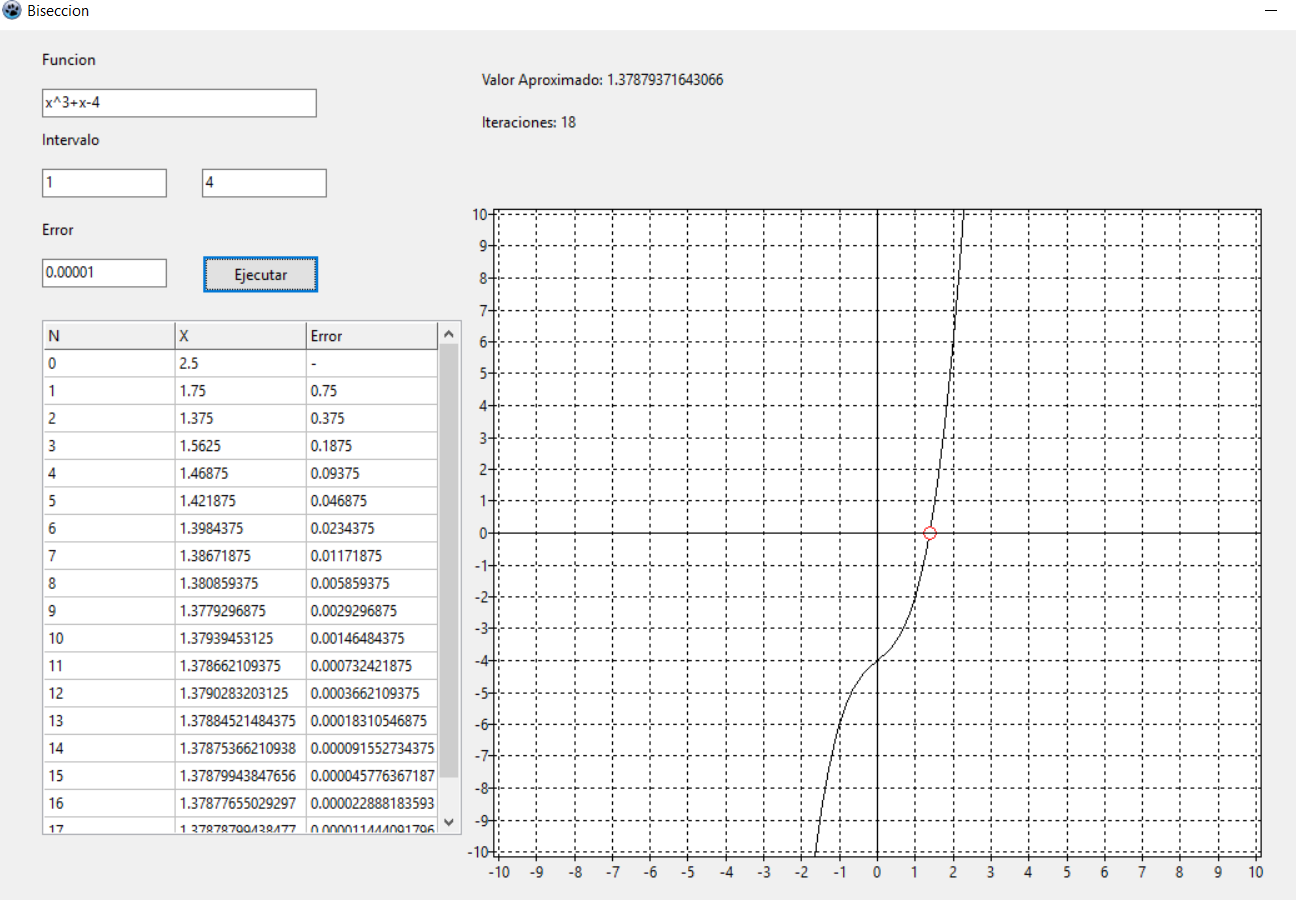 Biseccion
Funcion
x^3+x-4
Intervalo
1 4
Error
0.00001 Ejecutar
N X Error
0 2.5 -
1 1.75 0.75
2 1.375 0.375
3 1.5625 0.1875
4 1.46875 0.09375
5 1.421875 0.046875
6 1.3984375 0.0234375
7 1.38671875 0.01171875
8 1.380859375 0.005859375
9 1.3779296875 0.0029296875
10 1.37939453125 0.00146484375
11 1.378662109375 0.000732421875
12 1.3790283203125 0.0003662109375
13 1.37884521484375 0.00018310546875
14 1.37875366210938 0.000091552734375
15 1.37879943847656 0.000045776367187
16 1.37877655029297 0.000022888183593
17 1.37878799438477 0.000011444091796
Valor Aproximado: 1.37879371643066
Iteraciones: 18
10
9
8
7
6
5
4
3
2
1
0
-1
-2
-3
-4
-5
-6
-7
-8
-9
-10
-10 -9 -8 -7 -6 -5 -4 -3 -2 -1 0 1 2 3 4 5 6 7 8 9 10